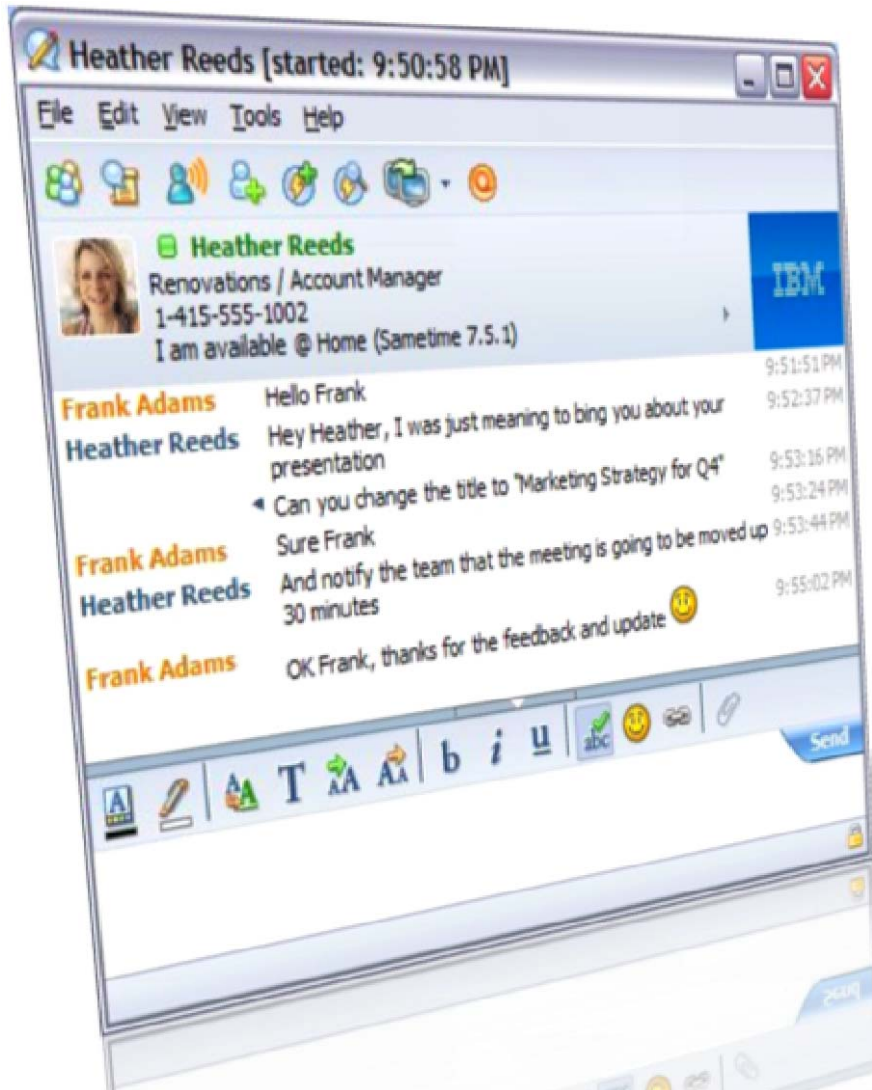 Heather Reeds [started: 9:50:58 PM]
File Edit View Tools Help
Heather Reeds
Renovations / Account Manager
1-415-555-1002
I am available @ Home (Sametime 7.5.1)
IBM
Frank Adams Hello Frank 9:51:51 PM
Heather Reeds Hey Heather, I was just meaning to bing you about your 9:52:37 PM
presentation
Can you change the title to "Marketing Strategy for Q4" 9:53:16 PM
Frank Adams Sure Frank 9:53:24 PM
Heather Reeds And notify the team that the meeting is going to be moved up 9:53:44 PM
30 minutes
Frank Adams OK Frank, thanks for the feedback and update 9:55:02 PM
A A A T A A A A b i u abc
Send